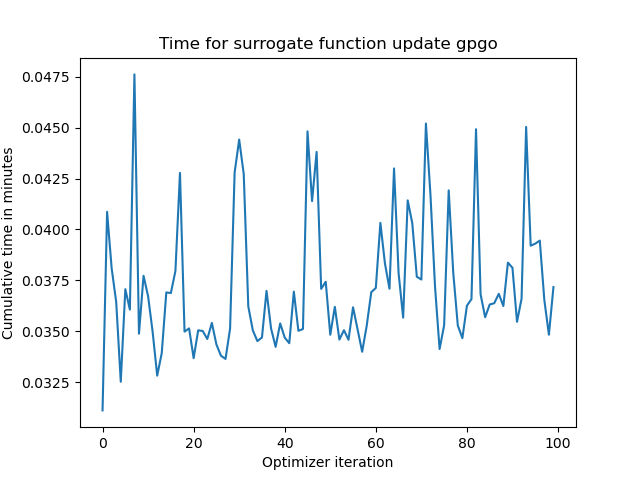 Time for surrogate function update gpgo
Cumulative time in minutes
0.0475
0.0450
0.0425
0.0400
0.0375
0.0350
0.0325
0 20 40 60 80 100
Optimizer iteration